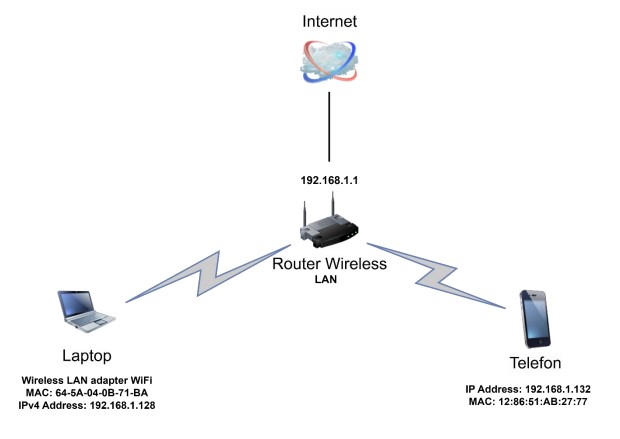 Internet
192.168.1.1
Router Wireless
LAN
Laptop
Wireless LAN adapter WiFi
MAC: 64-5A-04-0B-71-BA
IPv4 Address: 192.168.1.128
Telefon
IP Address: 192.168.1.132
MAC: 12:86:51:AB:27:77